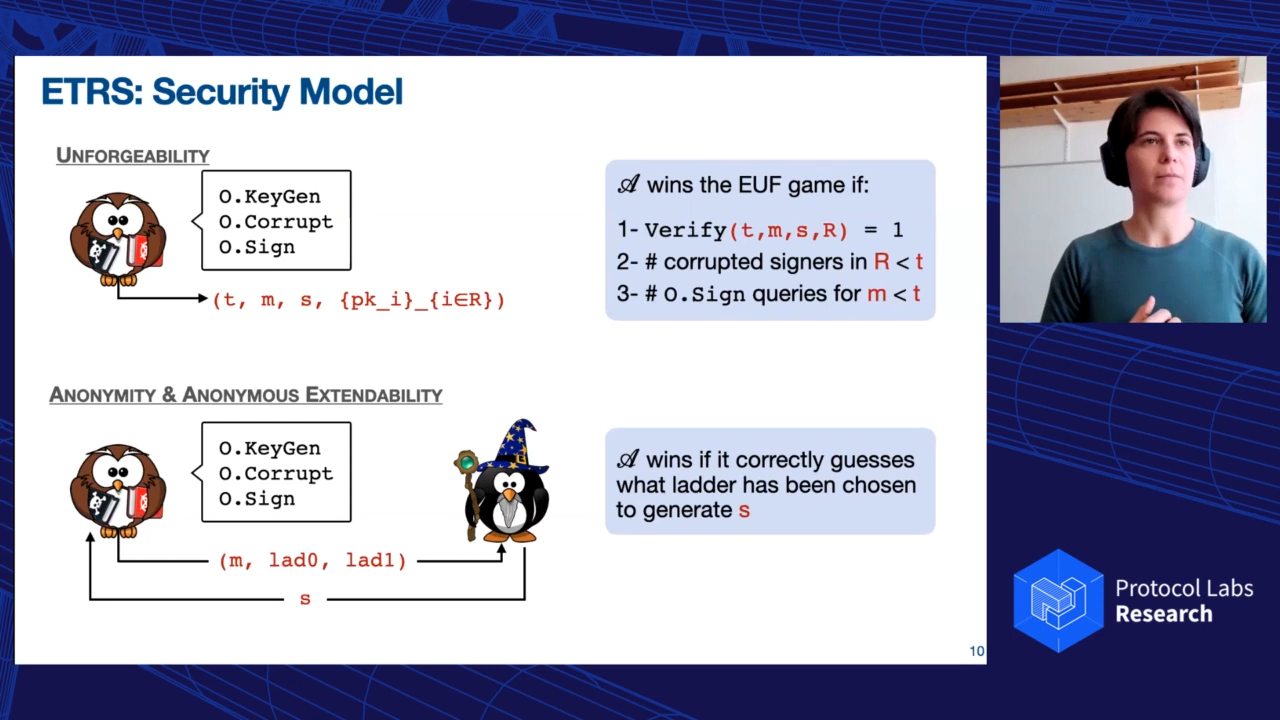 ETRS: Security Model
UNFORGEABILITY
O.KeyGen
O.Corrupt
O.Sign
(t, m, s, {pk_i}_{i∈R})
𝒜 wins the EUF game if:
1- Verify(t,m,s,R) = 1
2- # corrupted signers in R < t
3- # O.Sign queries for m < t
ANONYMITY & ANONYMOUS EXTENDABILITY
O.KeyGen
O.Corrupt
O.Sign
(m, lad0, lad1)
s
𝒜 wins if it correctly guesses
what ladder has been chosen
to generate s
10
Protocol Labs
Research